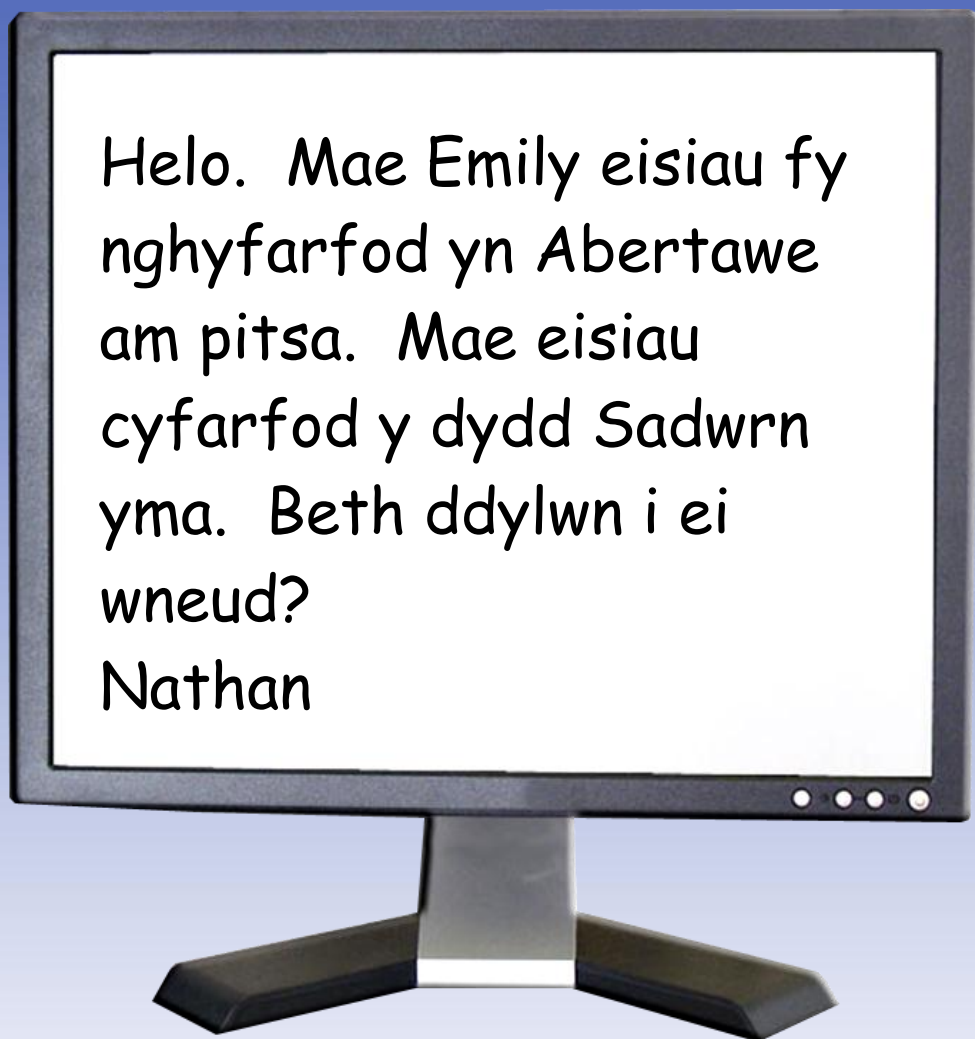 Helo.  Mae Emily eisiau fy
nghyfarfod yn Abertawe
am pitsa.  Mae eisiau
cyfarfod y dydd Sadwrn
yma.  Beth ddylwn i ei
wneud?
Nathan